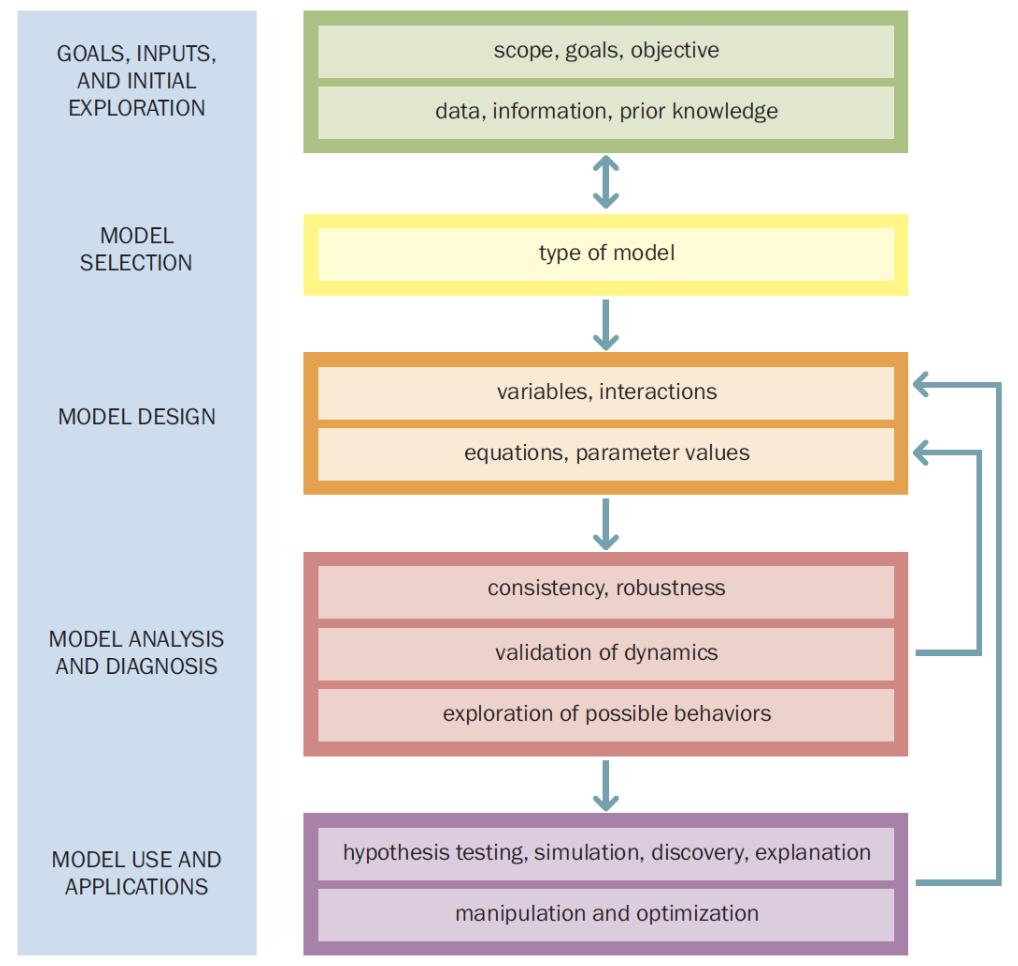 GOALS, INPUTS,
AND INITIAL
EXPLORATION
scope, goals, objective
data, information, prior knowledge
MODEL
SELECTION
type of model
MODEL DESIGN
variables, interactions
equations, parameter values
MODEL ANALYSIS
AND DIAGNOSIS
consistency, robustness
validation of dynamics
exploration of possible behaviors
MODEL USE AND
APPLICATIONS
hypothesis testing, simulation, discovery, explanation
manipulation and optimization